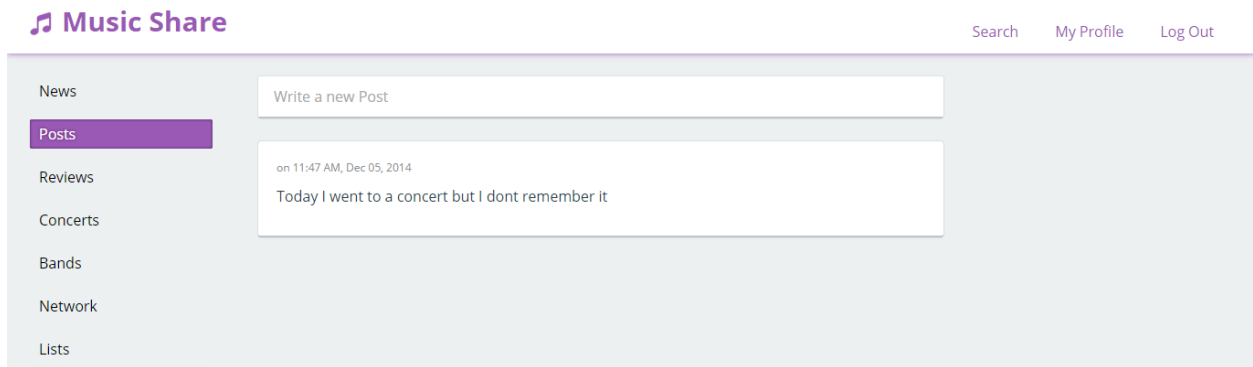 Music Share
Search My Profile Log Out
News
Posts
Reviews
Concerts
Bands
Network
Lists
Write a new Post
on 11:47 AM, Dec 05, 2014
Today I went to a concert but I dont remember it